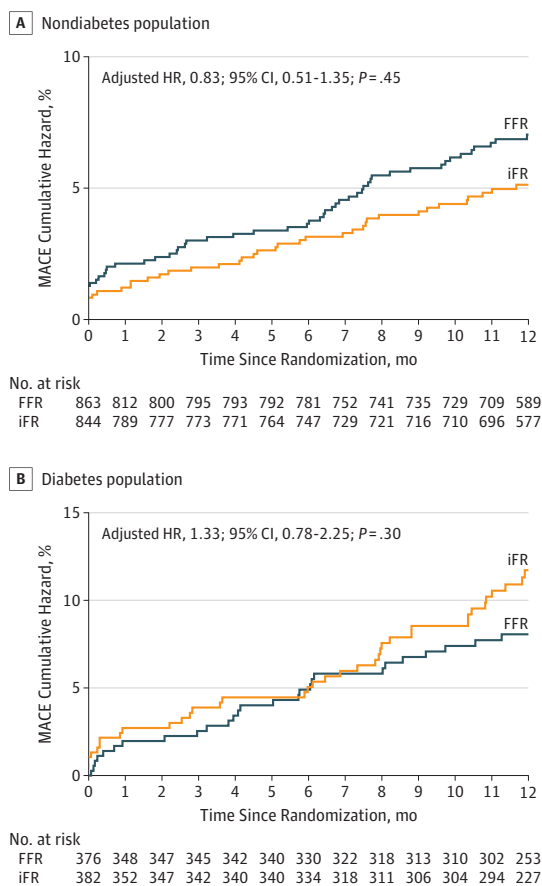 A Nondiabetes population
10
Adjusted HR, 0.83; 95% CI, 0.51-1.35; P = .45
FFR
iFR
5
0
MACE Cumulative Hazard, %
0 1 2 3 4 5 6 7 8 9 10 11 12
Time Since Randomization, mo
No. at risk
FFR 863 812 800 795 793 792 781 752 741 735 729 709 589
iFR 844 789 777 773 771 764 747 729 721 716 710 696 577
B Diabetes population
15
Adjusted HR, 1.33; 95% CI, 0.78-2.25; P = .30
iFR
10
FFR
5
0
MACE Cumulative Hazard, %
0 1 2 3 4 5 6 7 8 9 10 11 12
Time Since Randomization, mo
No. at risk
FFR 376 348 347 345 342 340 330 322 318 313 310 302 253
iFR 382 352 347 342 340 340 334 318 311 306 304 294 227